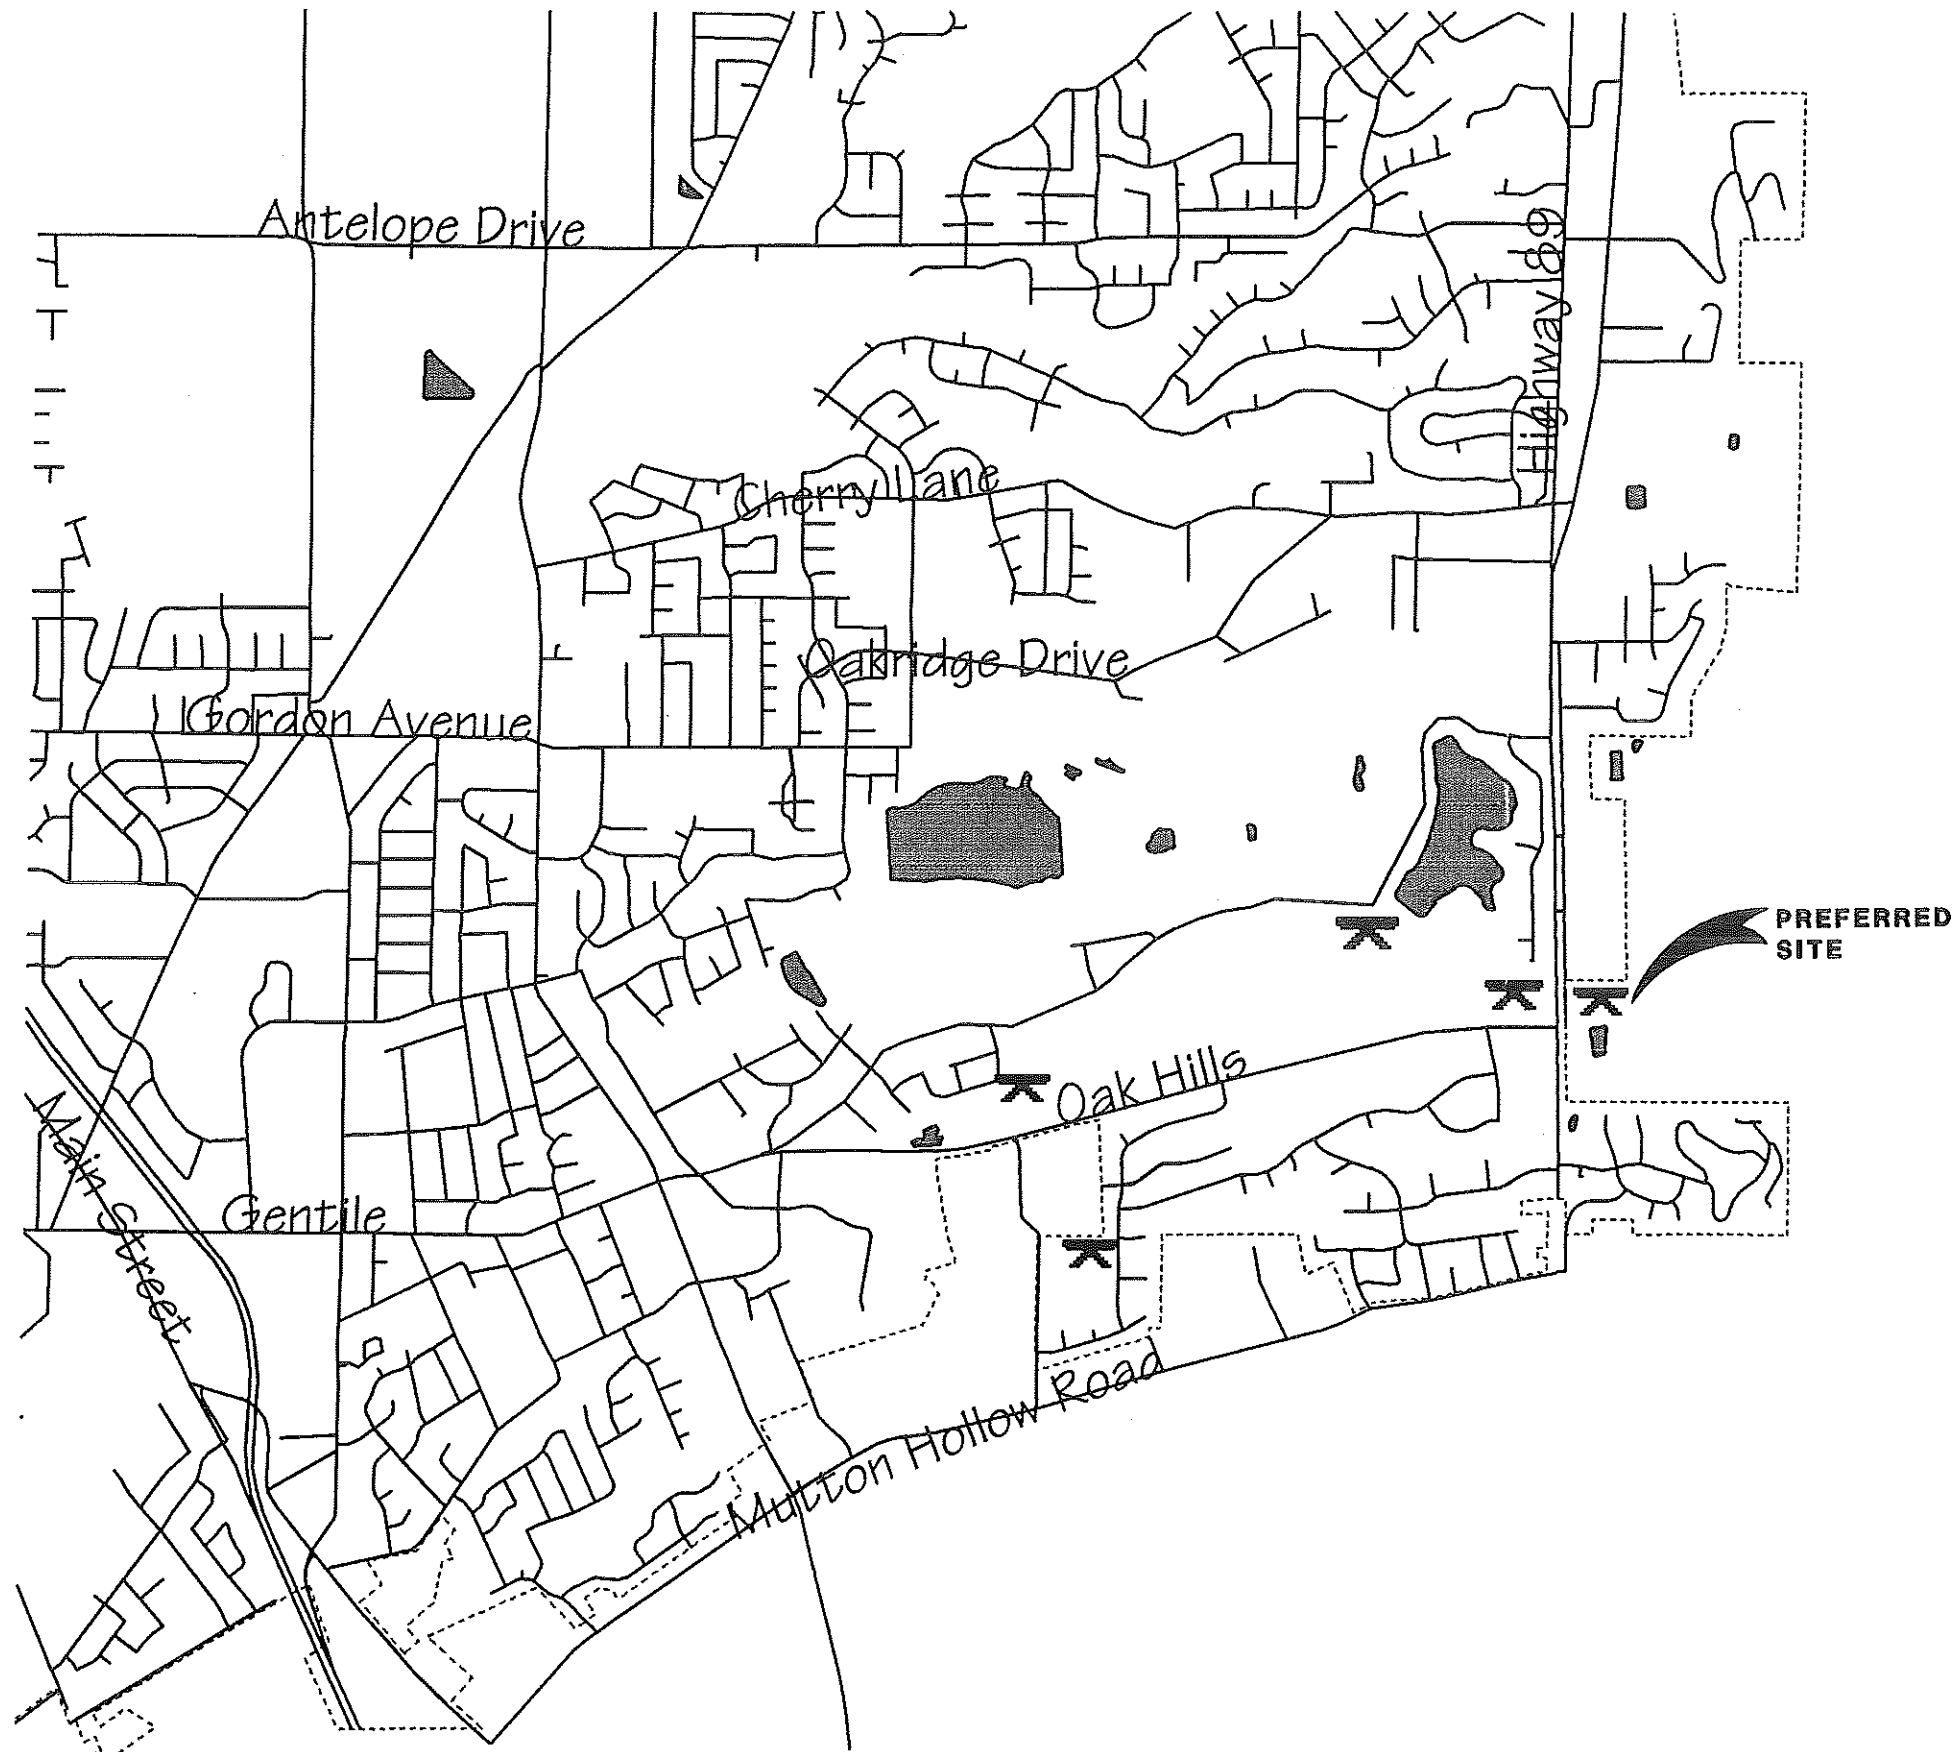 Antelope Drive
Highway 89
Cherry Lane
Oakridge Drive
Gordon Avenue
PREFERRED
SITE
Oak Hills
Main Street
Gentile
Mutton Hollow Road